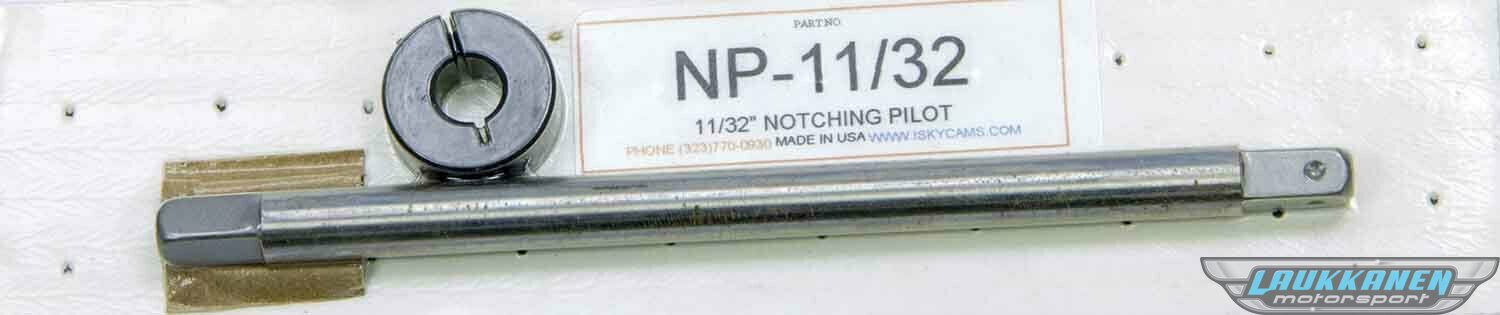 PART NO.
NP-11/32
11/32" NOTCHING PILOT
PHONE (323)770-0930 MADE IN USA WWW.ISKYCAMS.COM
LAUKKANEN
motorsport